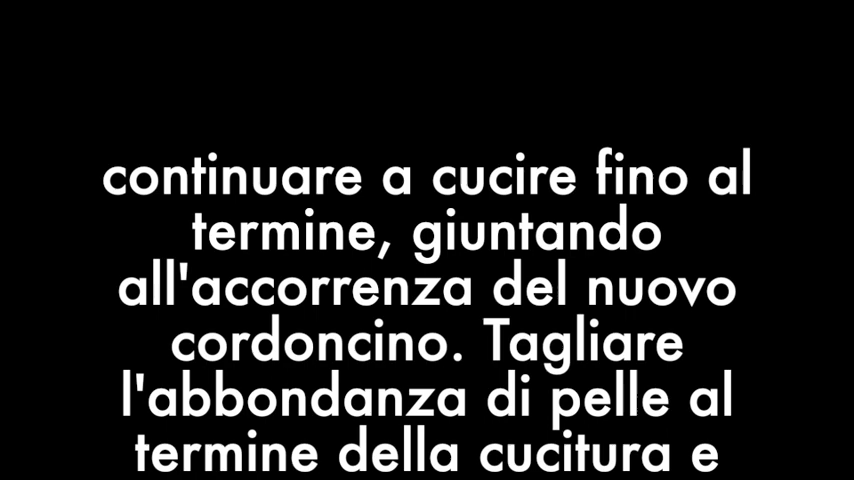 continuare a cucire fino al
termine, giuntando
all'accorrenza del nuovo
cordoncino. Tagliare
l'abbondanza di pelle al
termine della cucitura e